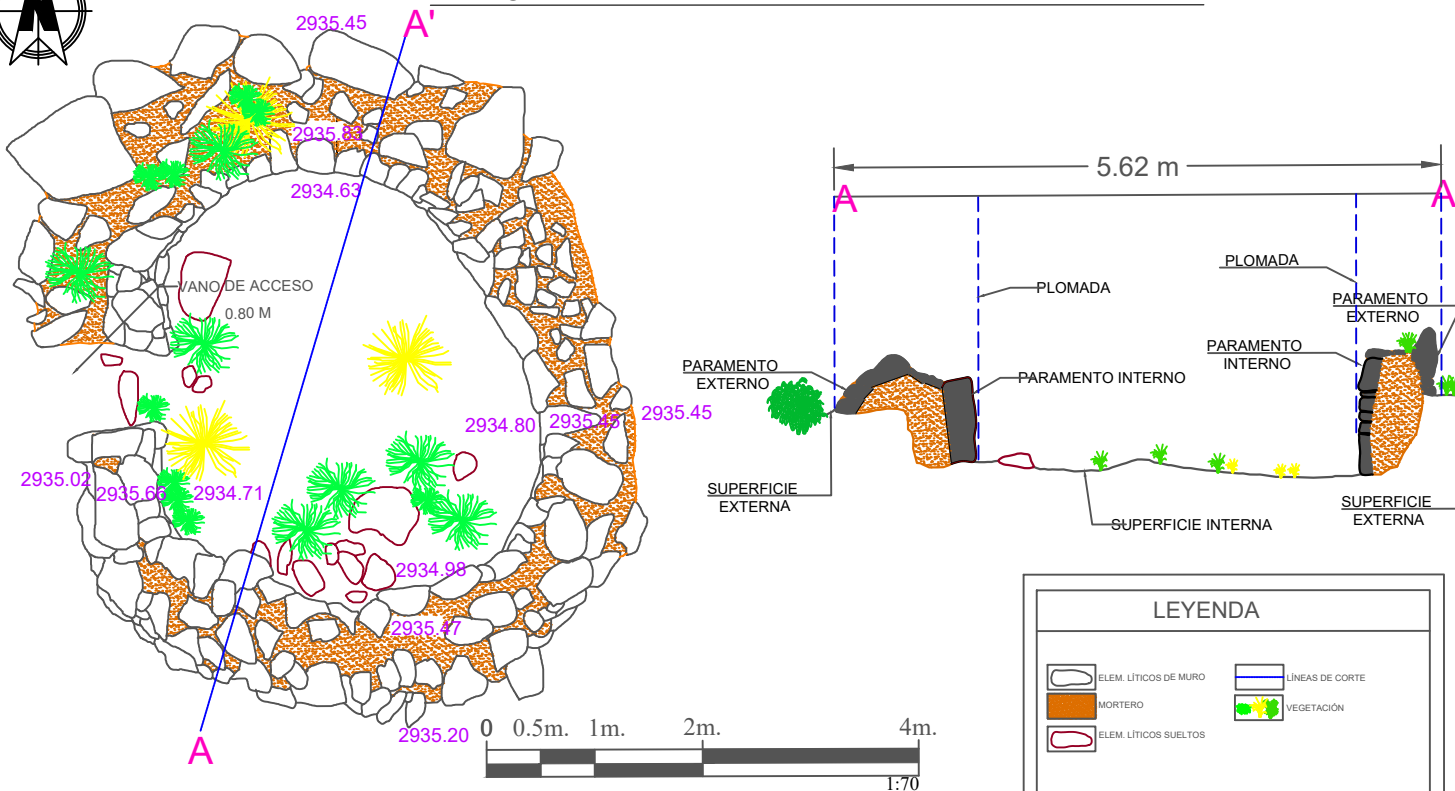 2935.45
A'
2935.83
2934.63
VANO DE ACCESO
0.80 M
2934.80
2935.45
2935.45
2935.02
2935.66
2934.71
2934.98
2935.47
2935.20
A
0 0.5m. 1m. 2m. 4m.
1:70
5.62 m
A
A
PLOMADA
PLOMADA
PARAMENTO
EXTERNO
PARAMENTO
INTERNO
PARAMENTO
EXTERNO
PARAMENTO INTERNO
SUPERFICIE
EXTERNA
SUPERFICIE INTERNA
SUPERFICIE
EXTERNA
LEYENDA
ELEM. LÍTICOS DE MURO
LÍNEAS DE CORTE
MORTERO
VEGETACIÓN
ELEM. LÍTICOS SUELTOS